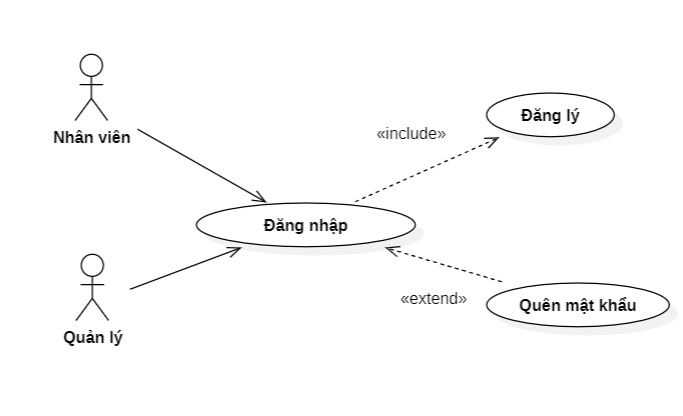 Nhân viên
«include»
Đăng lý
Đăng nhập
Quản lý
«extend»
Quên mật khẩu